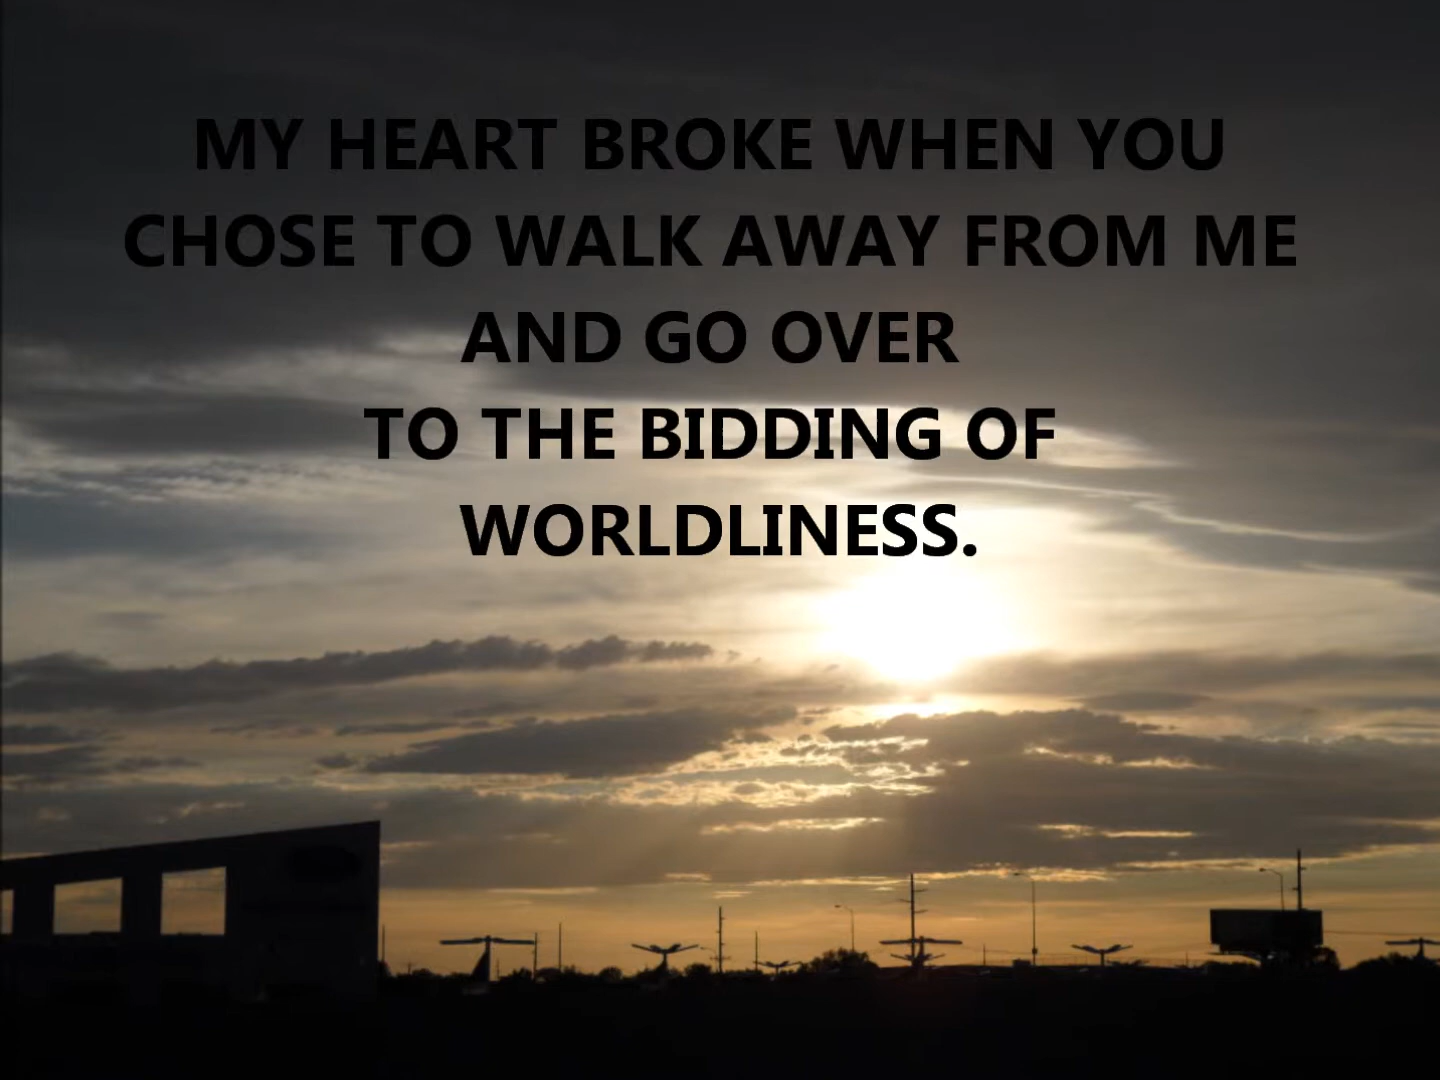 MY HEART BROKE WHEN YOU
CHOSE TO WALK AWAY FROM ME
AND GO OVER
TO THE BIDDING OF
WORLDLINESS.